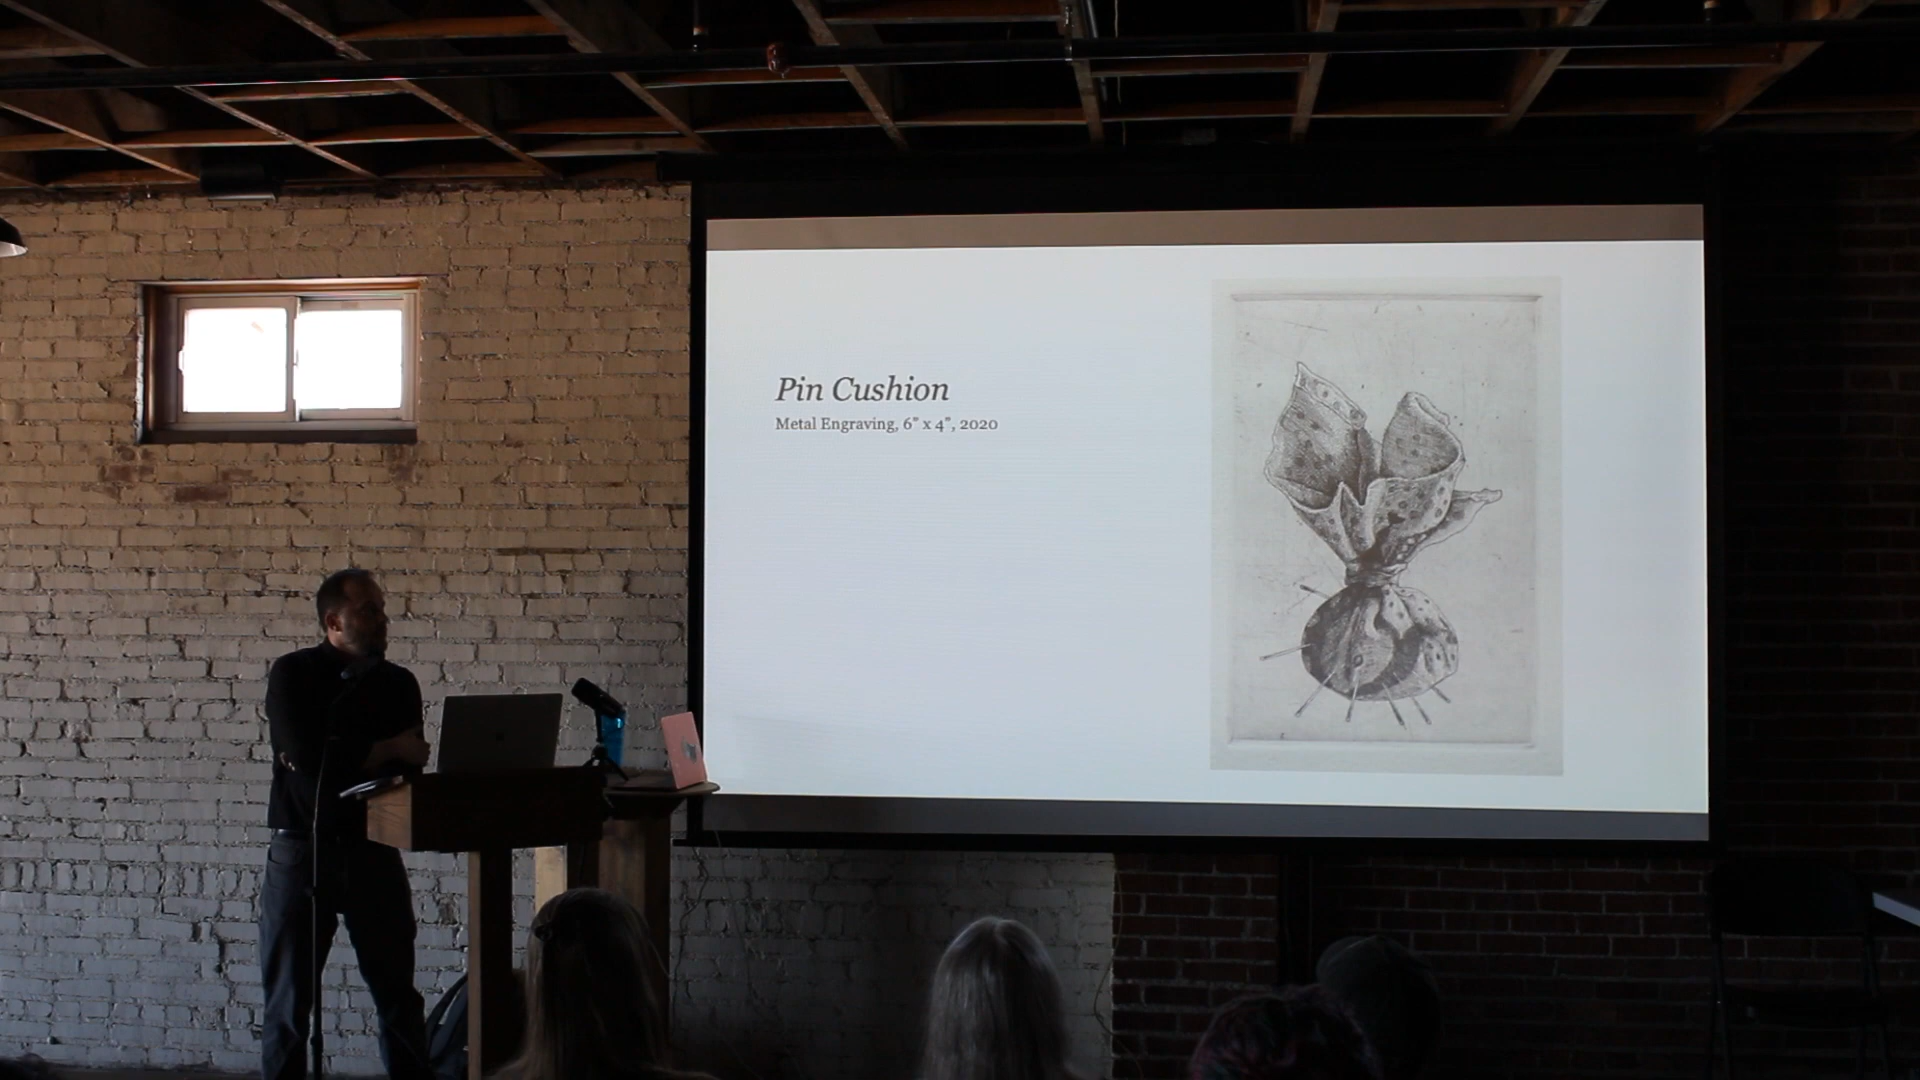 Pin Cushion
Metal Engraving, 6” x 4”, 2020